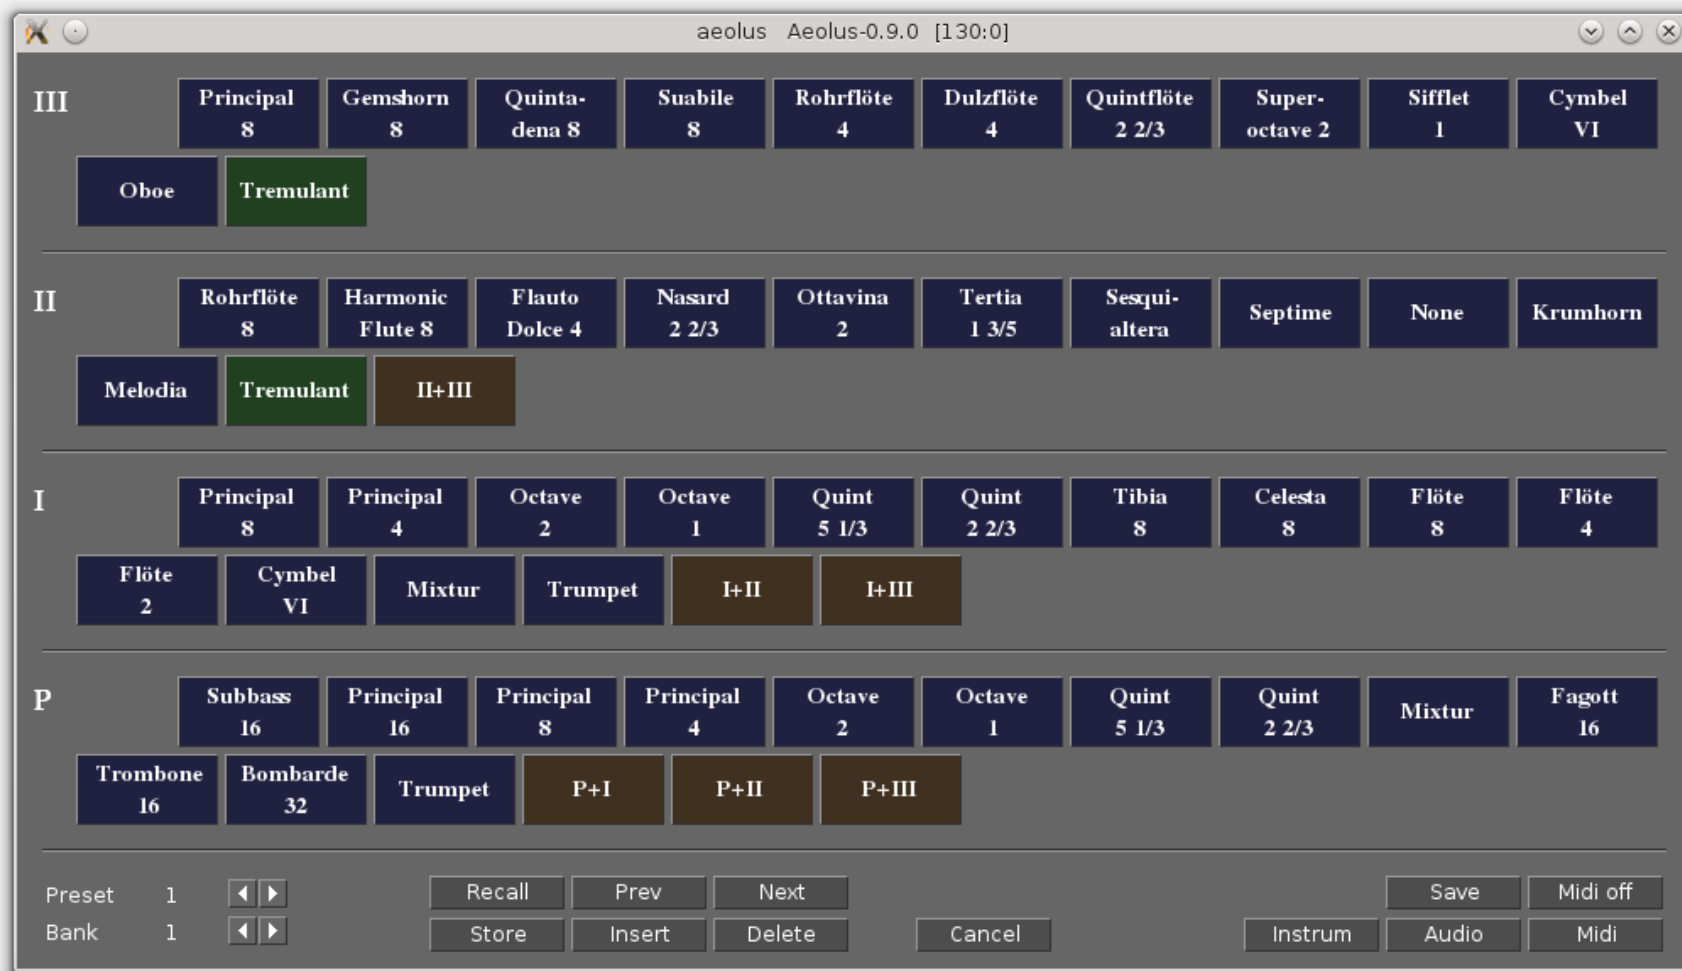 aeolus Aeolus-0.9.0 [130:0]
III
Principal 8
Gemshorn 8
Quinta-
dena 8
Suabile 8
Rohrflöte 4
Dulzflöte 4
Quintflöte 2 2/3
Super-
octave 2
Sifflet 1
Cymbel VI
Oboe
Tremulant
II
Rohrflöte 8
Harmonic
Flute 8
Flauto
Dolce 4
Nasard 2 2/3
Ottavina 2
Tertia 1 3/5
Sesqui-
altera
Septime
None
Krumhorn
Melodia
Tremulant
II+III
I
Principal 8
Principal 4
Octave 2
Octave 1
Quint 5 1/3
Quint 2 2/3
Tibia 8
Celesta 8
Flöte 8
Flöte 4
Flöte 2
Cymbel VI
Mixtur
Trumpet
I+II
I+III
P
Subbass 16
Principal 16
Principal 8
Principal 4
Octave 2
Octave 1
Quint 5 1/3
Quint 2 2/3
Mixtur
Fagott 16
Trombone 16
Bombarde 32
Trumpet
P+I
P+II
P+III
Preset 1
Recall Prev Next
Save Midi off
Bank 1
Store Insert Delete
Cancel
Instrum Audio Midi